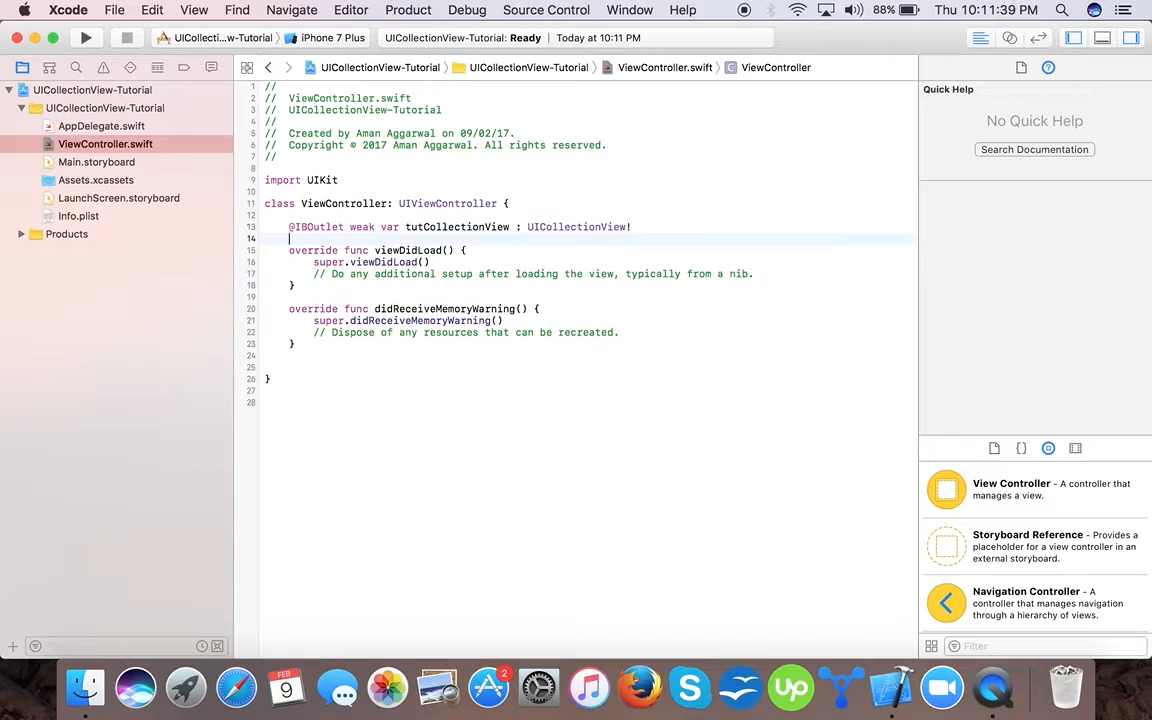 Xcode File Edit View Find Navigate Editor Product Debug Source Control Window Help 88% Thu 10:11:39 PM
UICollecti...w-Tutorial iPhone 7 Plus UICollectionView-Tutorial: Ready Today at 10:11 PM
UICollectionView-Tutorial UICollectionView-Tutorial ViewController.swift ViewController
UICollectionView-Tutorial
UICollectionView-Tutorial
AppDelegate.swift
ViewController.swift
Main.storyboard
Assets.xcassets
LaunchScreen.storyboard
Info.plist
Products
1 //
2 // ViewController.swift
3 // UICollectionView-Tutorial
4 //
5 // Created by Aman Aggarwal on 09/02/17.
6 // Copyright © 2017 Aman Aggarwal. All rights reserved.
7 //
8
9 import UIKit
10
11 class ViewController: UIViewController {
12
13 @IBOutlet weak var tutCollectionView : UICollectionView!
14
15 override func viewDidLoad() {
16 super.viewDidLoad()
17 // Do any additional setup after loading the view, typically from a nib.
18 }
19
20 override func didReceiveMemoryWarning() {
21 super.didReceiveMemoryWarning()
22 // Dispose of any resources that can be recreated.
23 }
24
25
26 }
27
28
Quick Help
No Quick Help
Search Documentation
{}
View Controller - A controller that
manages a view.
Storyboard Reference - Provides a
placeholder for a view controller in an
external storyboard.
Navigation Controller - A
controller that manages navigation
through a hierarchy of views.
Filter
FEB
9
2
S
up